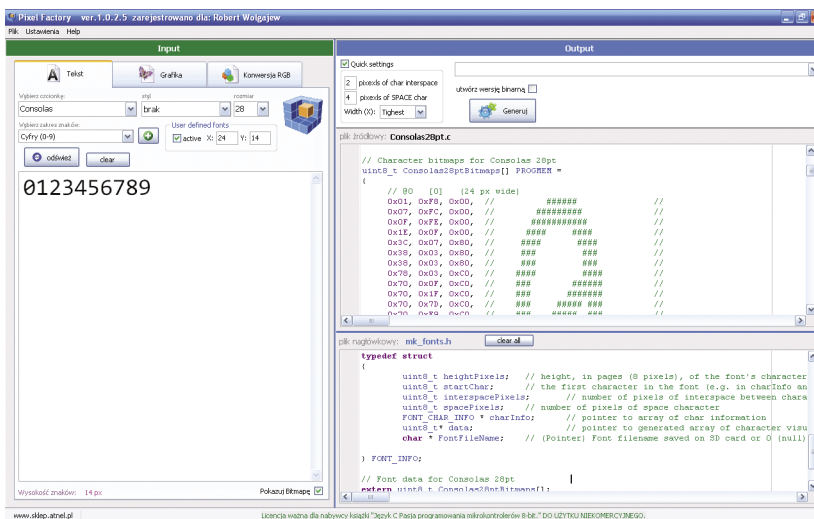 Pixel Factory ver.1.0.2.5 zarejestrowano dla: Robert Wolgajew
Plik Ustawienia Help
Input
Tekst
Grafika
Konwersja RGB
Wybierz czcionkę:
styl
rozmiar
Consolas
brak
28
Wybierz zakres znaków:
User defined fonts
Cyfry (0-9)
active X: 24 Y: 14
odśwież
clear
0123456789
Wysokość znaków: 14 px
Pokazuj Bitmapę
Output
Quick settings
2 pixexls of char interspace
4 pixexls of SPACE char
Width (X): Tighest
utwórz wersję binarną
Generuj
plik źródłowy: Consolas28pt.c
// Character bitmaps for Consolas 28pt
uint8_t Consolas28ptBitmaps[] PROGMEM =
{
// @0 [0] (24 px wide)
0x01, 0xF8, 0x00, // ###### //
0x07, 0xFC, 0x00, // ######### //
0x0F, 0xFE, 0x00, // ########### //
0x1E, 0x0F, 0x00, // #### #### //
0x3C, 0x07, 0x80, // #### #### //
0x38, 0x03, 0x80, // ### ### //
0x38, 0x03, 0x80, // ### ### //
0x78, 0x03, 0xC0, // #### #### //
0x70, 0x0F, 0xC0, // ### ###### //
0x70, 0x1F, 0xC0, // ### ####### //
0x70, 0x7D, 0xC0, // ### ##### ### //
0x70, 0xF9, 0xC0, // ### ##### ### //
plik nagłówkowy: mk_fonts.h
clear all
typedef struct
{
uint8_t heightPixels; // height, in pages (8 pixels), of the font's character
uint8_t startChar; // the first character in the font (e.g. in charInfo an
uint8_t interspacePixels; // number of pixels of interspace between chara
uint8_t spacePixels; // number of pixels of space character
FONT_CHAR_INFO * charInfo; // pointer to array of char information
uint8_t* data; // pointer to generated array of character visu
char * FontFileName; // (Pointer) Font filename saved on SD card or 0 (null)
} FONT_INFO;
// Font data for Consolas 28pt
extern uint8_t Consolas28ptBitmaps[];
www.sklep.atnel.pl
Licencja ważna dla nabywcy książki "Język C Pasja programowania mikrokontrolerów 8-bit." DO UŻYTKU NIEKOMERCYJNEGO.